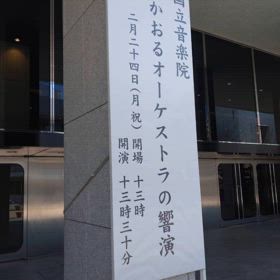 国立音楽院
かおるオーケストラの響演
二月二十四日(月祝)
開場 十三時
開演 十三時三十分